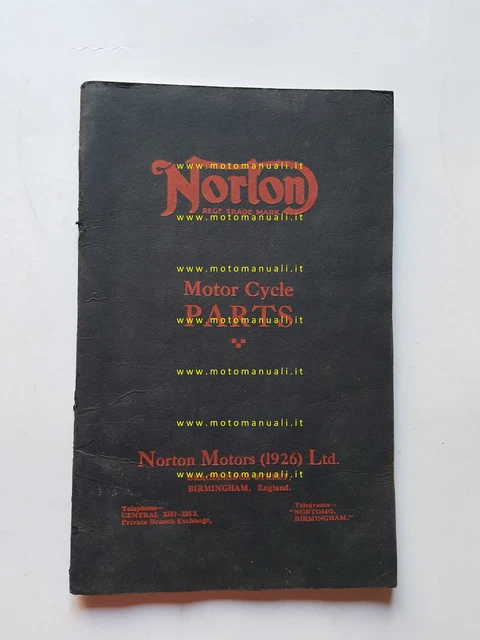 www.motomanuali.it
Norton
REGD TRADE MARK
www.motomanuali.it
www.motomanuali.it
Motor Cycle
PARTS
www.motomanuali.it
www.motomanuali.it
www.motomanuali.it
Norton Motors (1926) Ltd.
www.motomanuali.it
BIRMINGHAM, England.
Telephone—
CENTRAL 2351-2352,
Private Branch Exchange,
Telegrams—
"NORTOMO,
BIRMINGHAM."